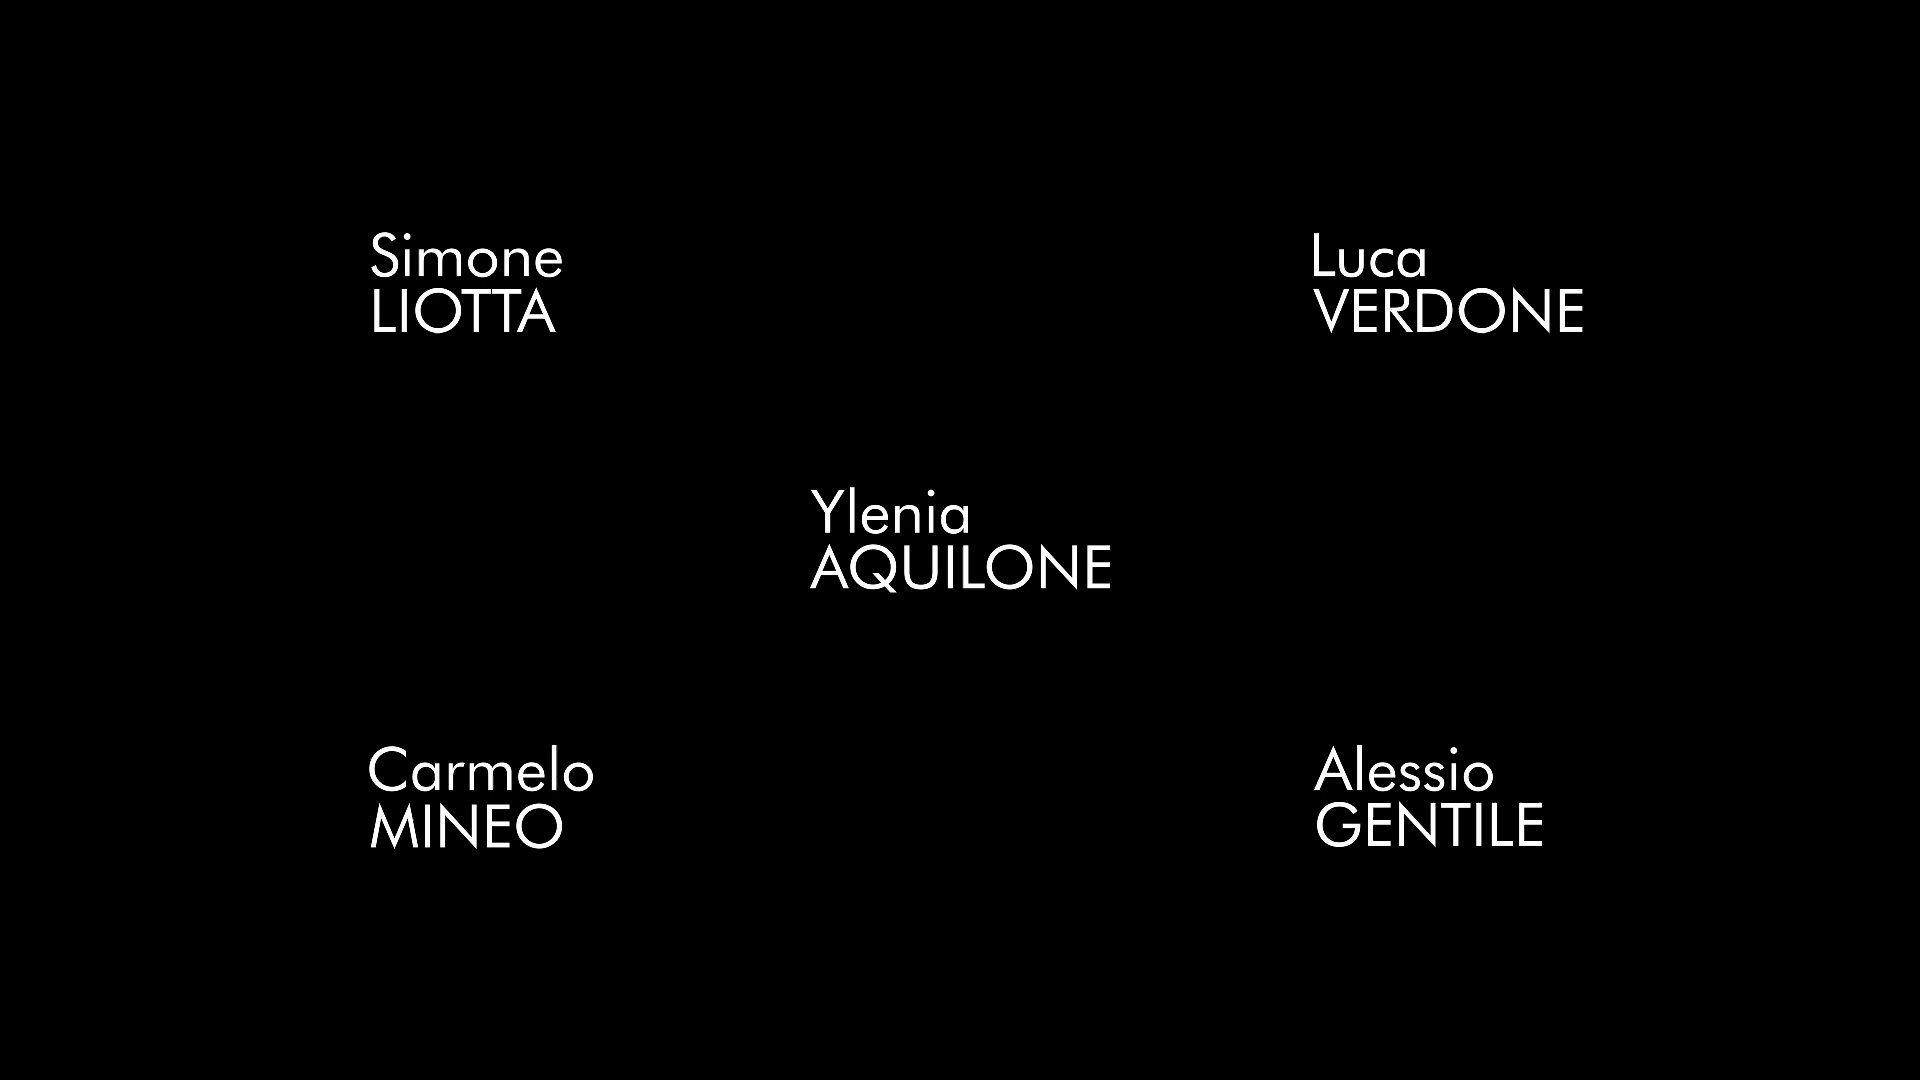 Simone
LIOTTA
Luca
VERDONE
Ylenia
AQUILONE
Carmelo
MINEO
Alessio
GENTILE